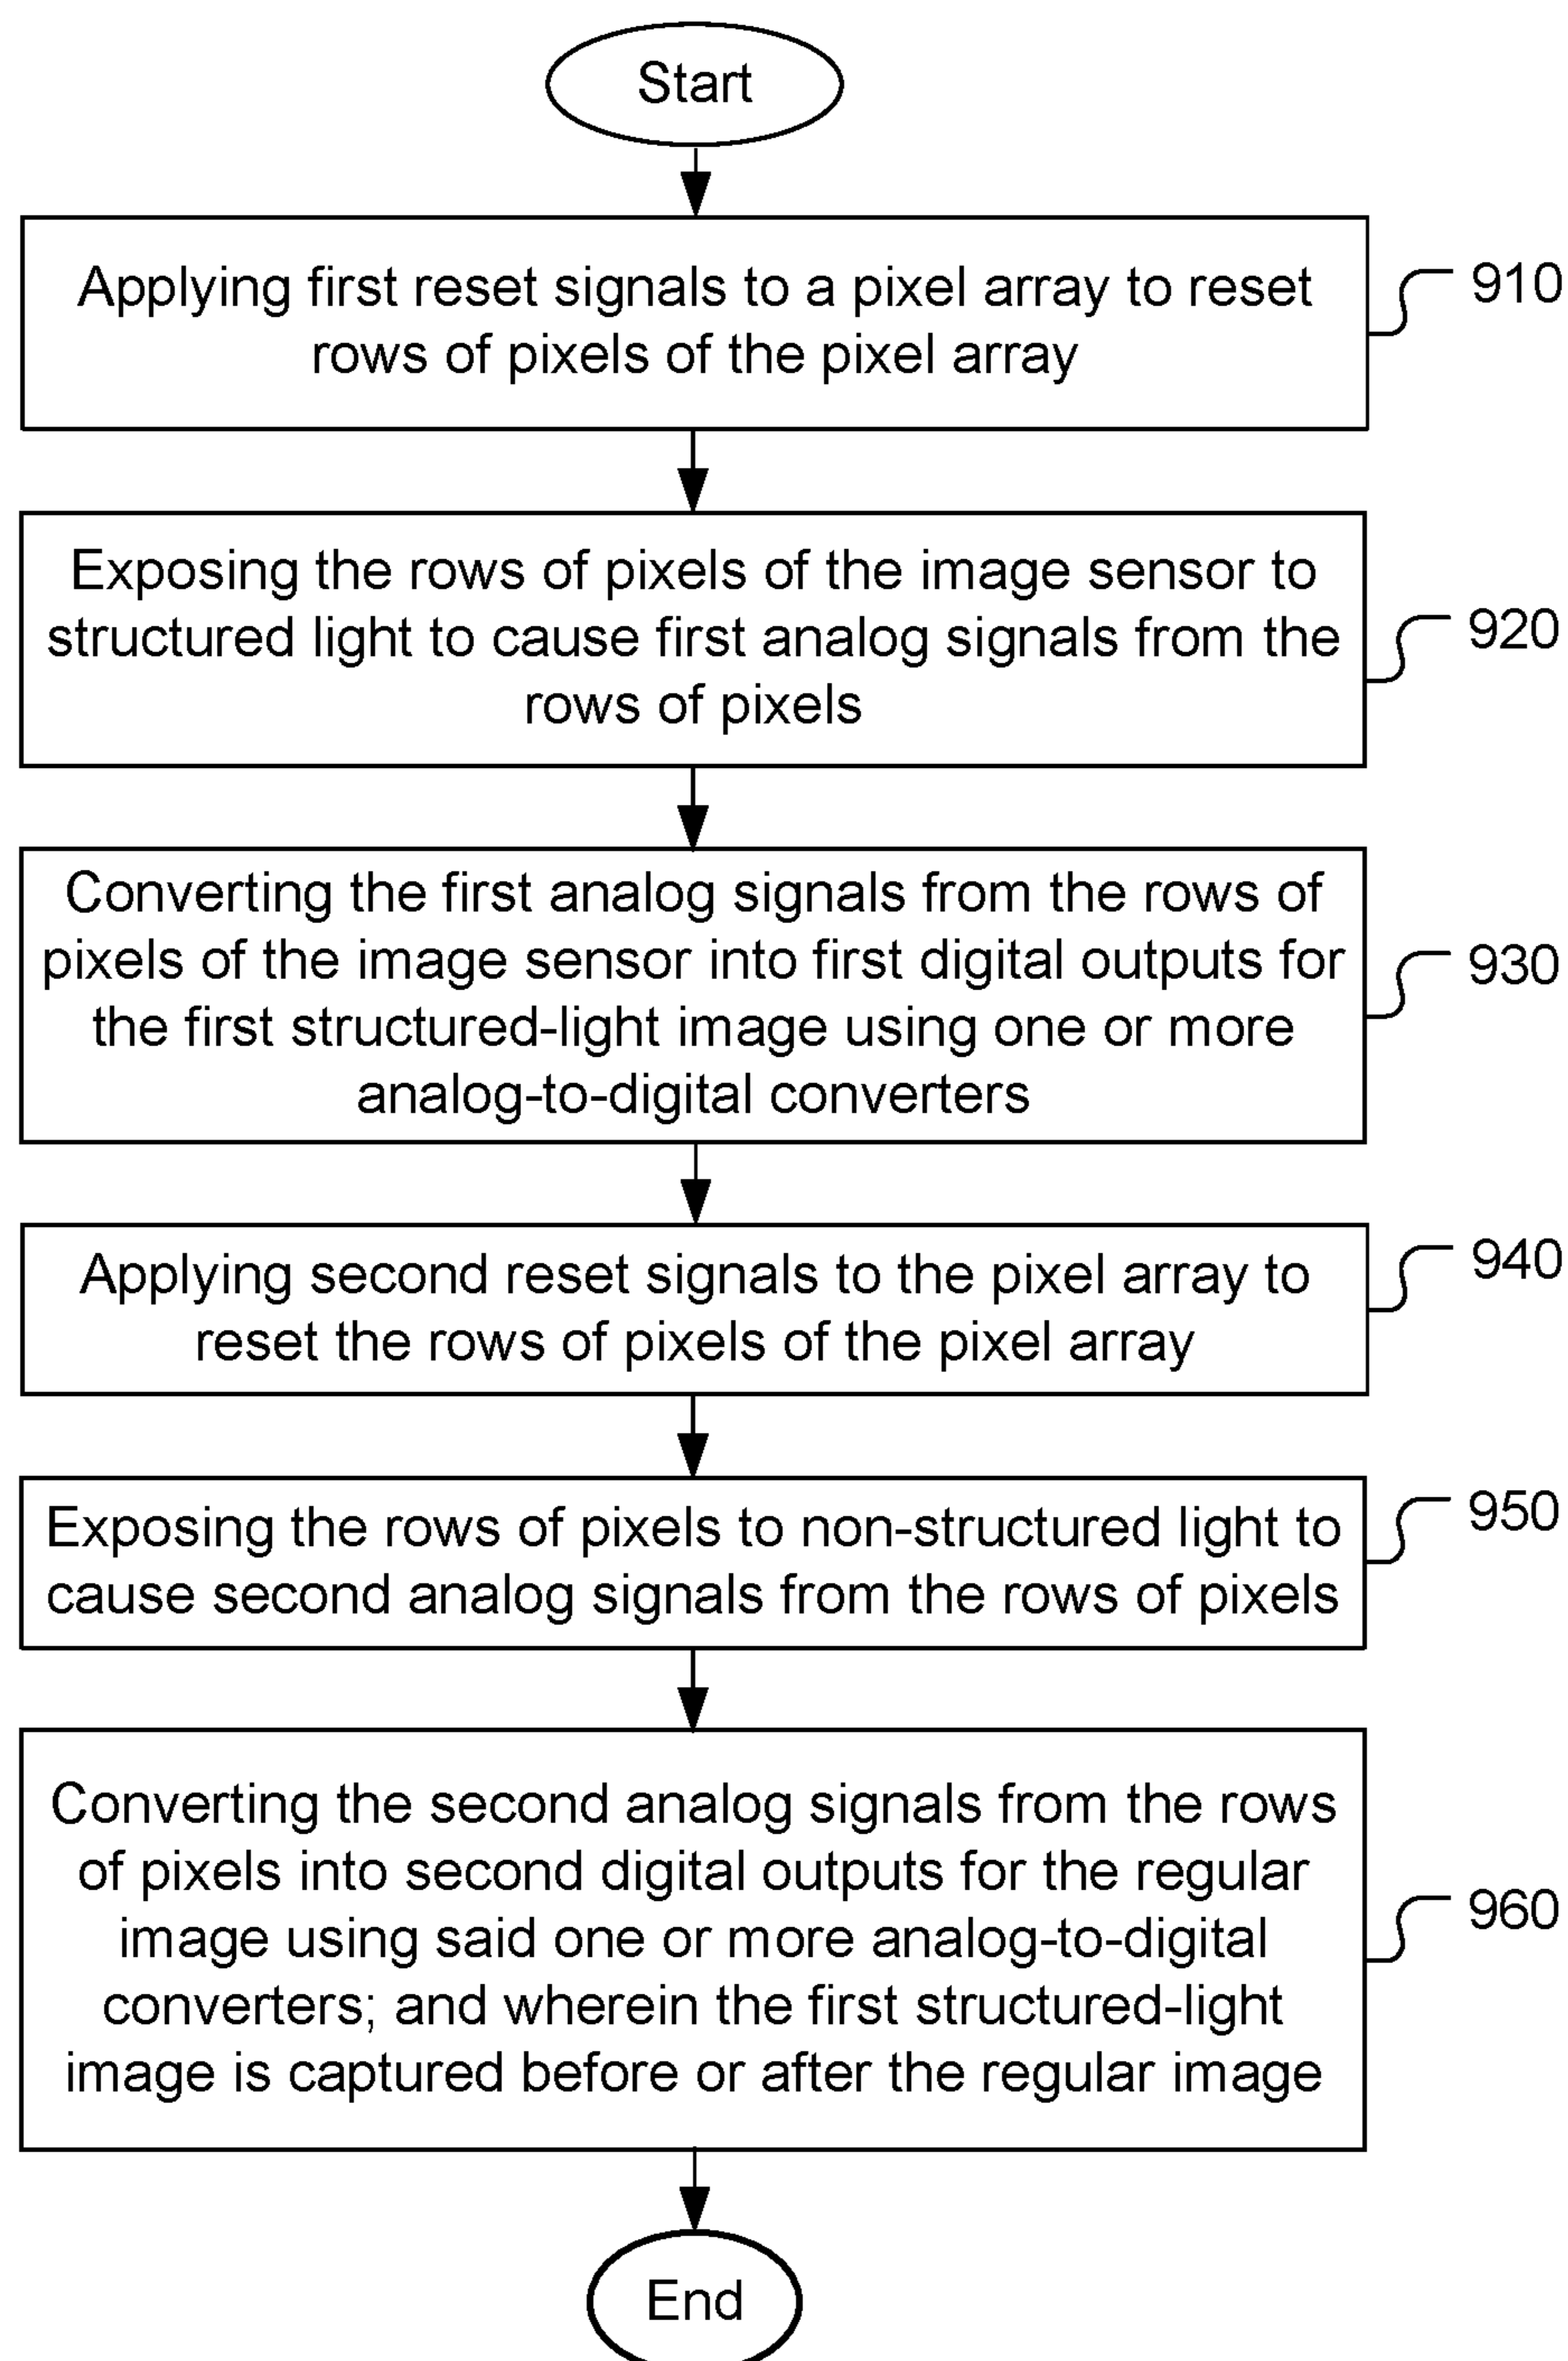 Start
Applying first reset signals to a pixel array to reset
rows of pixels of the pixel array
910
Exposing the rows of pixels of the image sensor to
structured light to cause first analog signals from the
rows of pixels
920
Converting the first analog signals from the rows of
pixels of the image sensor into first digital outputs for
the first structured-light image using one or more
analog-to-digital converters
930
Applying second reset signals to the pixel array to
reset the rows of pixels of the pixel array
940
Exposing the rows of pixels to non-structured light to
cause second analog signals from the rows of pixels
950
Converting the second analog signals from the rows
of pixels into second digital outputs for the regular
image using said one or more analog-to-digital
converters; and wherein the first structured-light
image is captured before or after the regular image
960
End